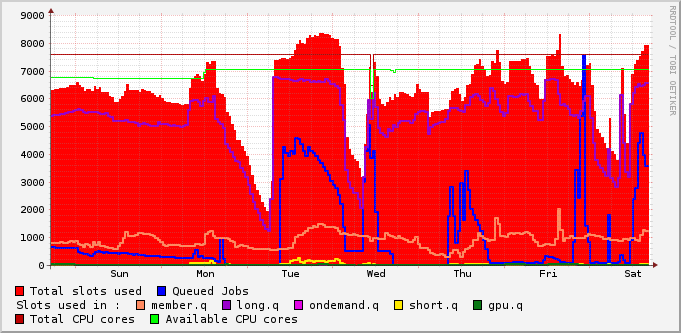 RRDTOOL / TOBI OETIKER
9000
8000
7000
6000
5000
4000
3000
2000
1000
0
Sun Mon Tue Wed Thu Fri Sat
Total slots used Queued Jobs
Slots used in : member.q long.q ondemand.q short.q gpu.q
Total CPU cores Available CPU cores